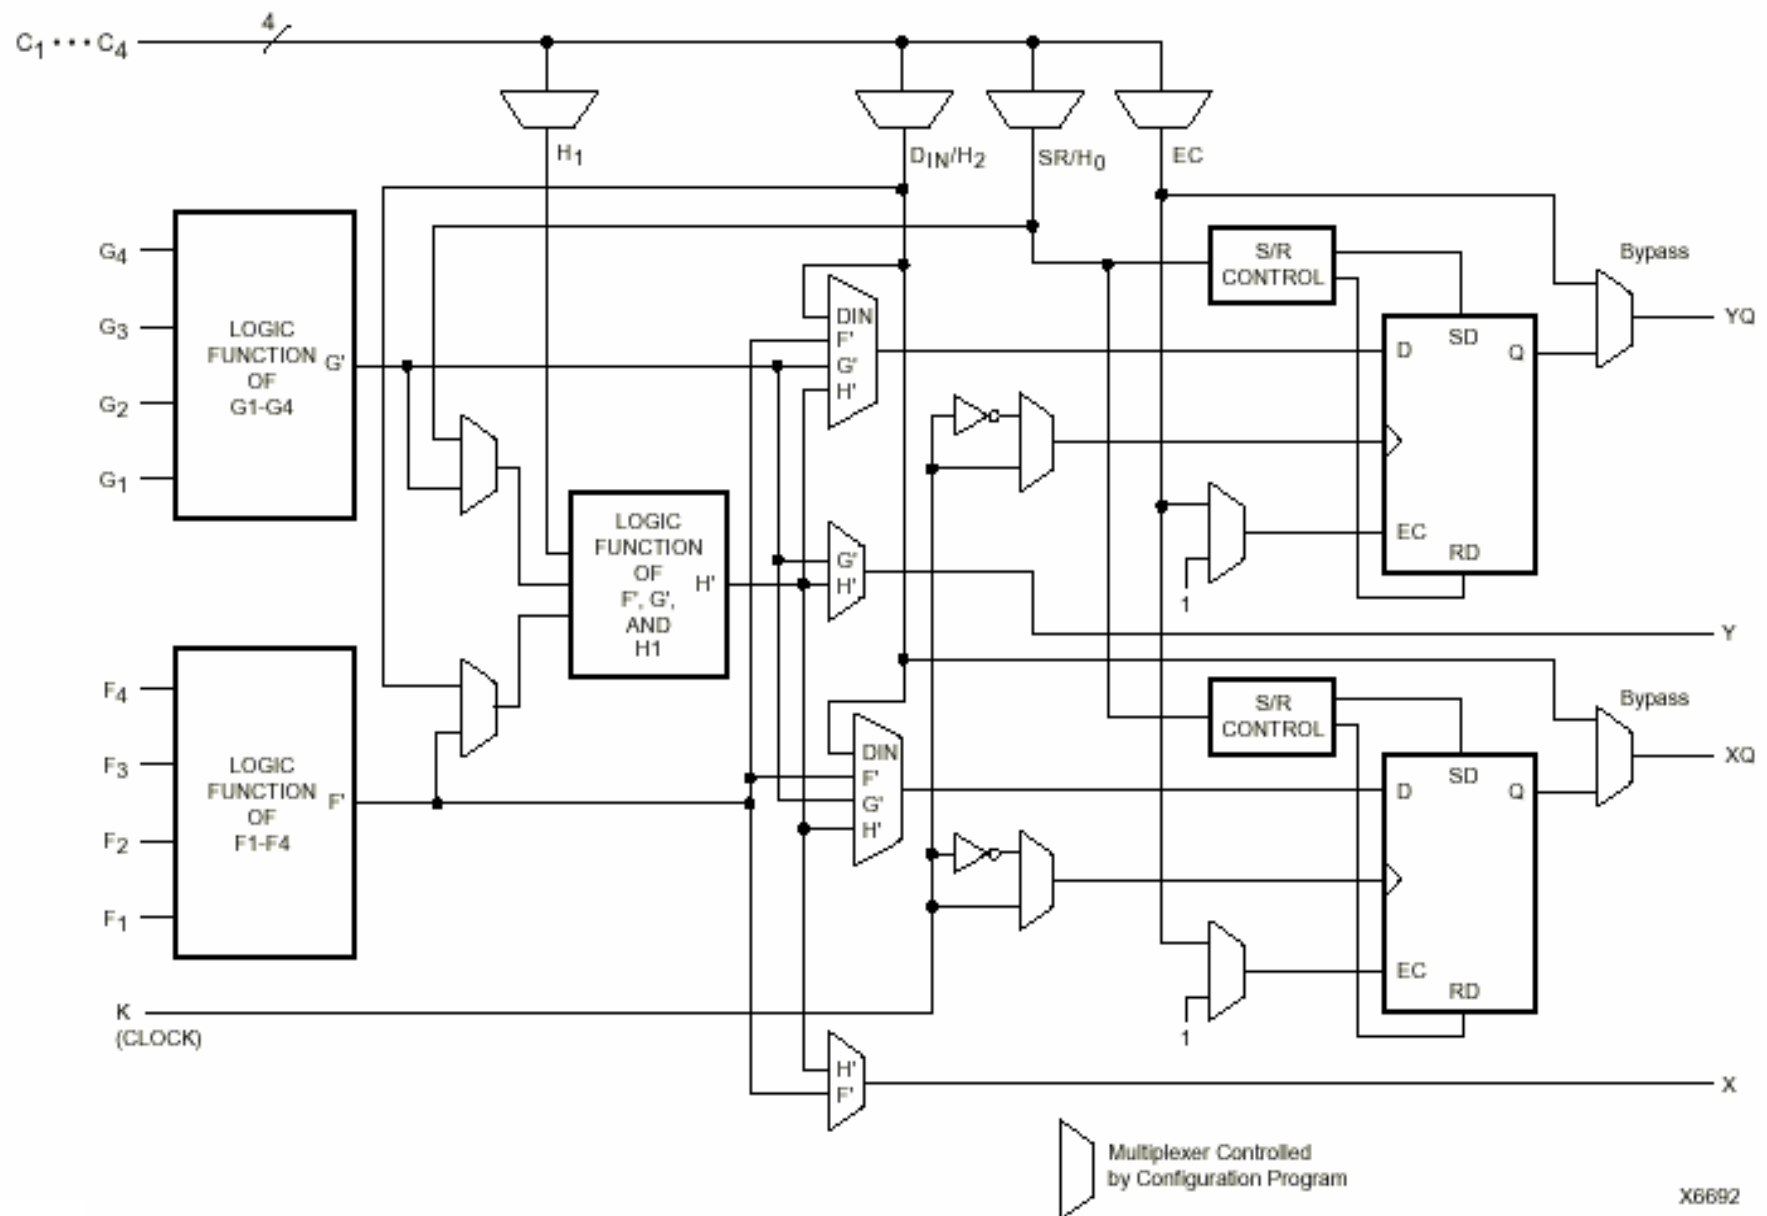 4
C1 • • • C4
H1
DIN/H2
SR/H0
EC
G4
G3
G2
G1
LOGIC
FUNCTION
OF
G1-G4
G'
DIN
F'
G'
H'
S/R
CONTROL
Bypass
YQ
D
SD
Q
EC
RD
1
LOGIC
FUNCTION
OF
F', G',
AND
H1
H'
G'
H'
Y
F4
F3
F2
F1
LOGIC
FUNCTION
OF
F1-F4
F'
DIN
F'
G'
H'
S/R
CONTROL
Bypass
XQ
D
SD
Q
EC
RD
1
K
(CLOCK)
H'
F'
X
Multiplexer Controlled
by Configuration Program
X6692